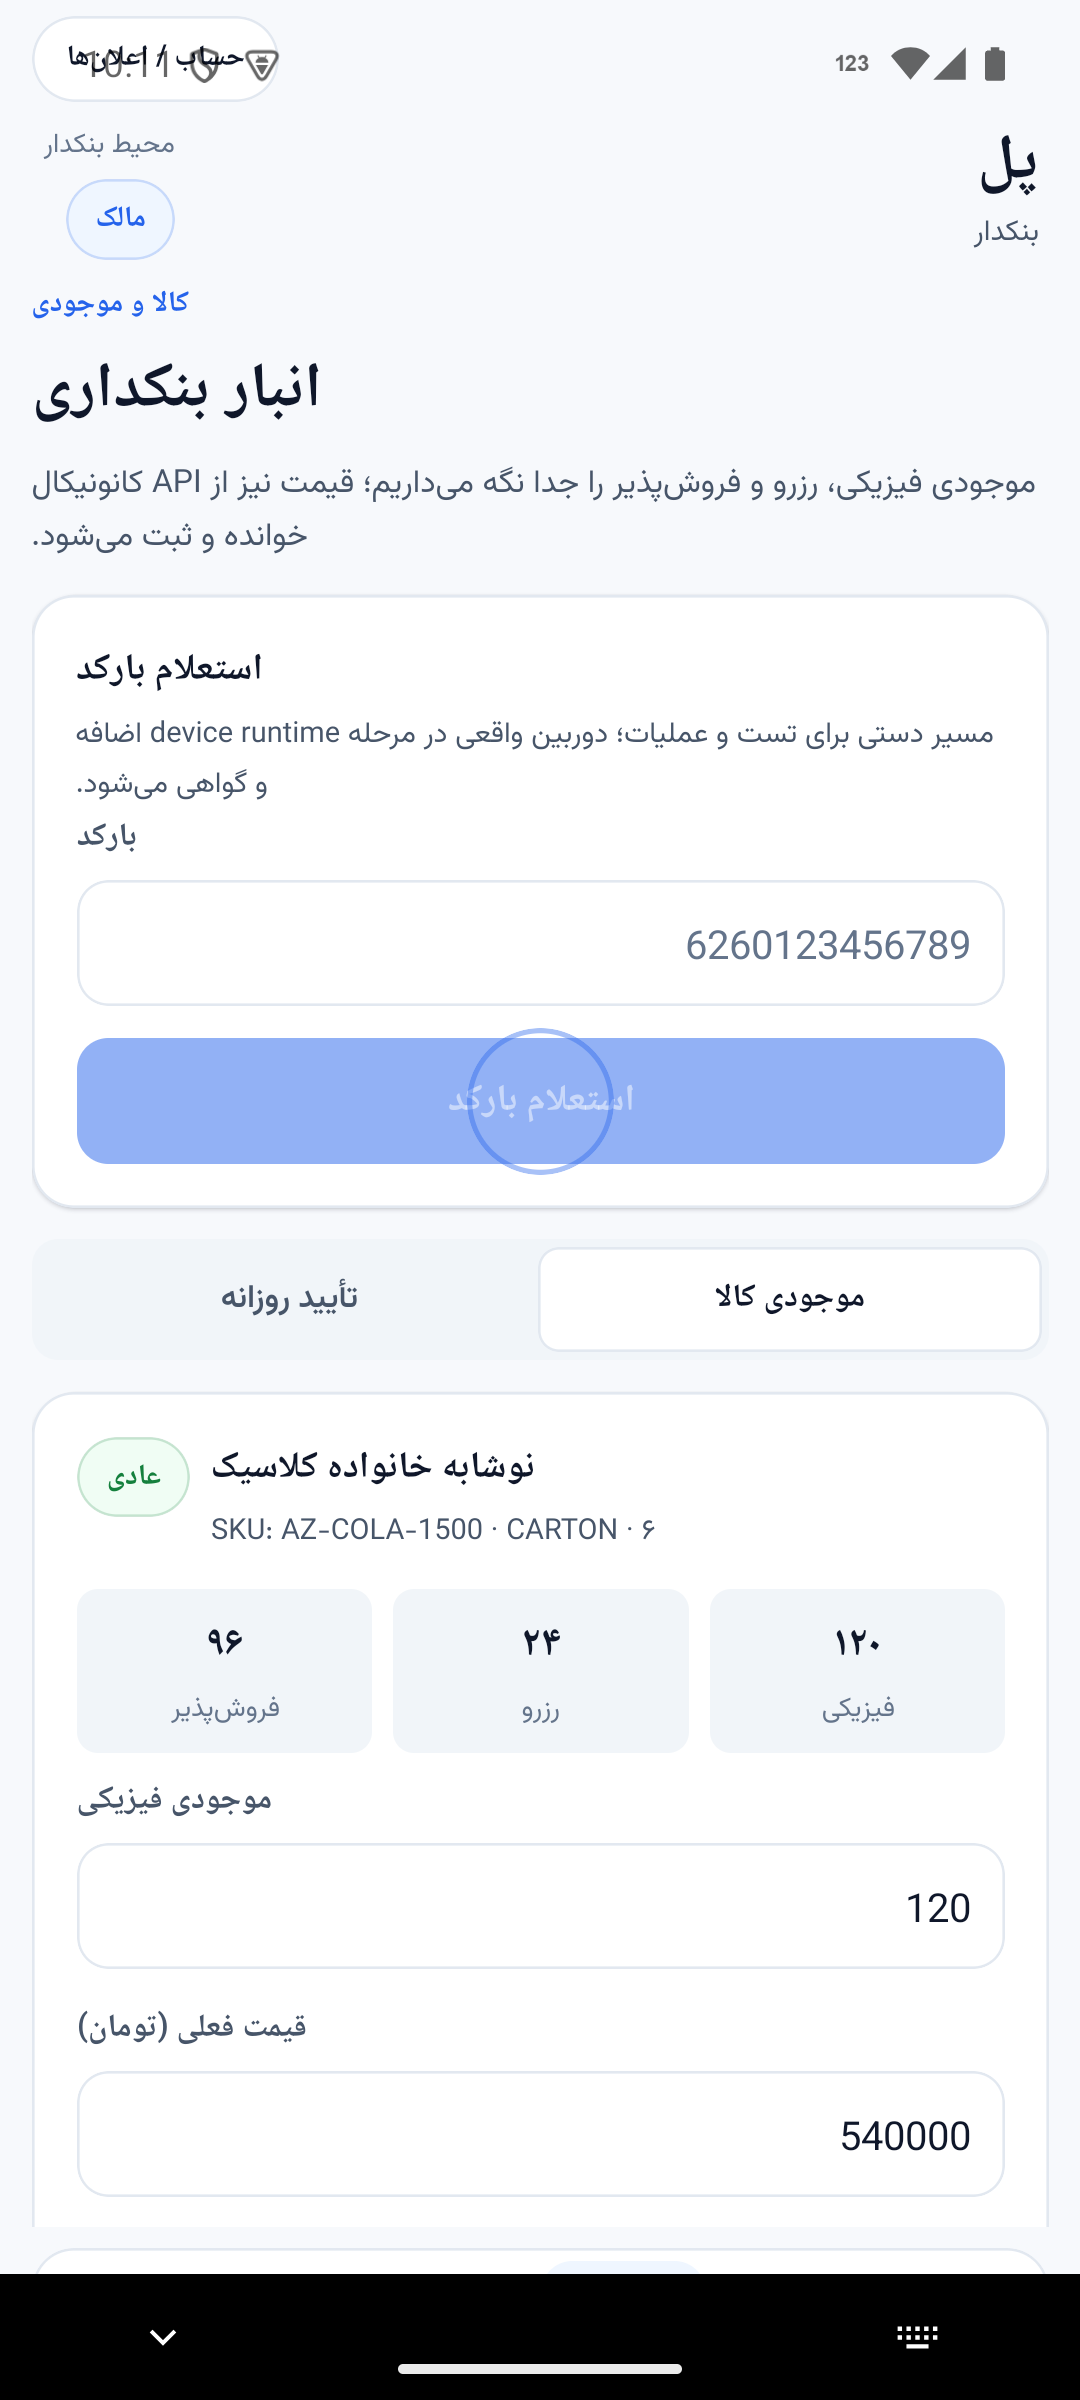 حساب / اعلان‌ها
10:11
123
پل
بنکدار
محیط بنکدار
مالک
کالا و موجودی
انبار بنکداری
موجودی فیزیکی، رزرو و فروش‌پذیر را جدا نگه می‌داریم؛ قیمت نیز از API کانونیکال
خوانده و ثبت می‌شود.
استعلام بارکد
مسیر دستی برای تست و عملیات؛ دوربین واقعی در مرحله device runtime اضافه
و گواهی می‌شود.
بارکد
6260123456789
استعلام بارکد
موجودی کالا
تأیید روزانه
نوشابه خانواده کلاسیک
عادی
SKU: AZ-COLA-1500 · CARTON · ۶
۱۲۰
۲۴
۹۶
فیزیکی
رزرو
فروش‌پذیر
موجودی فیزیکی
120
قیمت فعلی (تومان)
540000